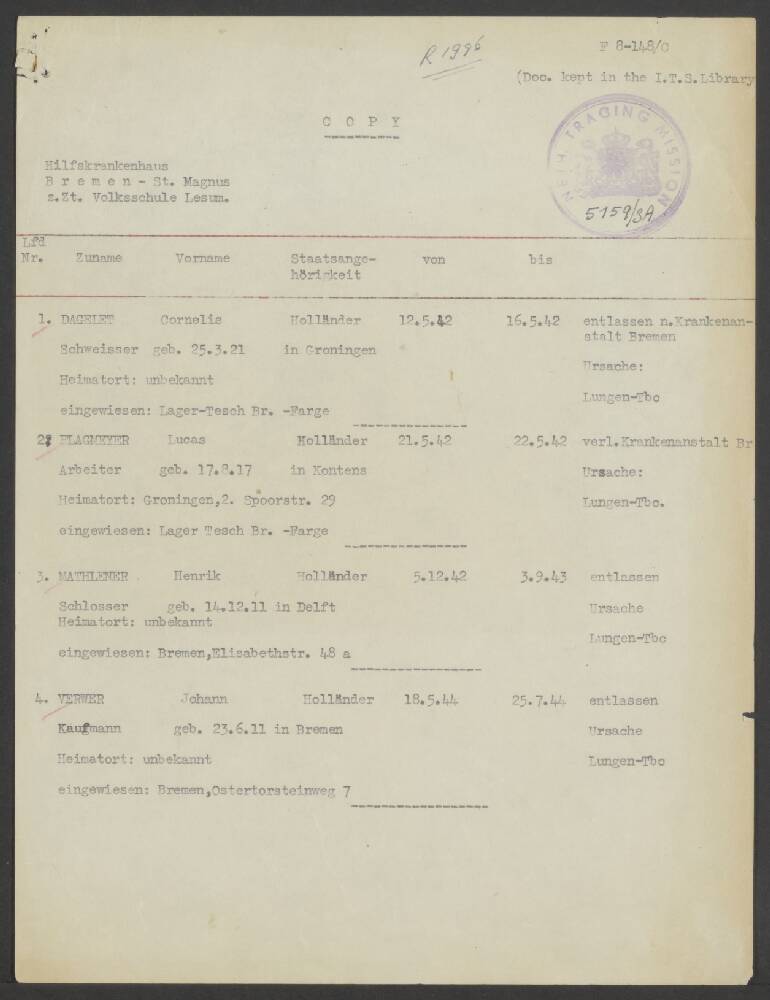 R 1996
F 8-148/C
(Doc. kept in the I.T.S.Library
C O P Y
NETH TRACING MISSION
5159/3A
Hilfskrankenhaus
B r e m e n - St. Magnus
z.Zt. Volksschule Lesum.
Lfd
Nr. Zuname Vorname Staatsange- von bis
hörigkeit
1. DAGELET Cornelis Holländer 12.5.42 16.5.42 entlassen n.Krankenan-
stalt Bremen
Schweisser geb. 25.3.21 in Groningen
Ursache:
Heimatort: unbekannt
Lungen-Tbc
eingewiesen: Lager-Tesch Br. -Farge
2. PLAGMEYER Lucas Holländer 21.5.42 22.5.42 verl.Krankenanstalt Br
Arbeiter geb. 17.8.17 in Kontens Ursache:
Heimatort: Groningen,2. Spoorstr. 29 Lungen-Tbc.
eingewiesen: Lager Tesch Br. -Farge
3. MATHLENER Henrik Holländer 5.12.42 3.9.43 entlassen
Schlosser geb. 14.12.11 in Delft Ursache
Heimatort: unbekannt
Lungen-Tbc
eingewiesen: Bremen,Elisabethstr. 48 a
4. VERWER Johann Holländer 18.5.44 25.7.44 entlassen
Kaufmann geb. 23.6.11 in Bremen Ursache
Heimatort: unbekannt Lungen-Tbc
eingewiesen: Bremen,Ostertorsteinweg 7